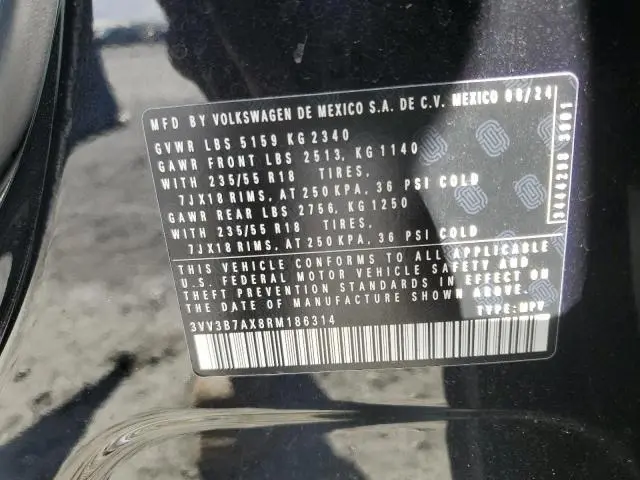 MFD BY VOLKSWAGEN DE MEXICO S.A. DE C.V. MEXICO 08/24
GVWR LBS 5159 KG 2340
GAWR FRONT LBS 2513, KG 1140
WITH 235/55 R18 TIRES,
7JX18 RIMS, AT 250 KPA, 36 PSI COLD
GAWR REAR LBS 2756, KG 1250
WITH 235/55 R18 TIRES,
7JX18 RIMS, AT 250 KPA, 36 PSI COLD
THIS VEHICLE CONFORMS TO ALL APPLICABLE
U.S. FEDERAL MOTOR VEHICLE SAFETY AND
THEFT PREVENTION STANDARDS IN EFFECT ON
THE DATE OF MANUFACTURE SHOWN ABOVE.
3VV3B7AX8RM186314 TYPE: MPV